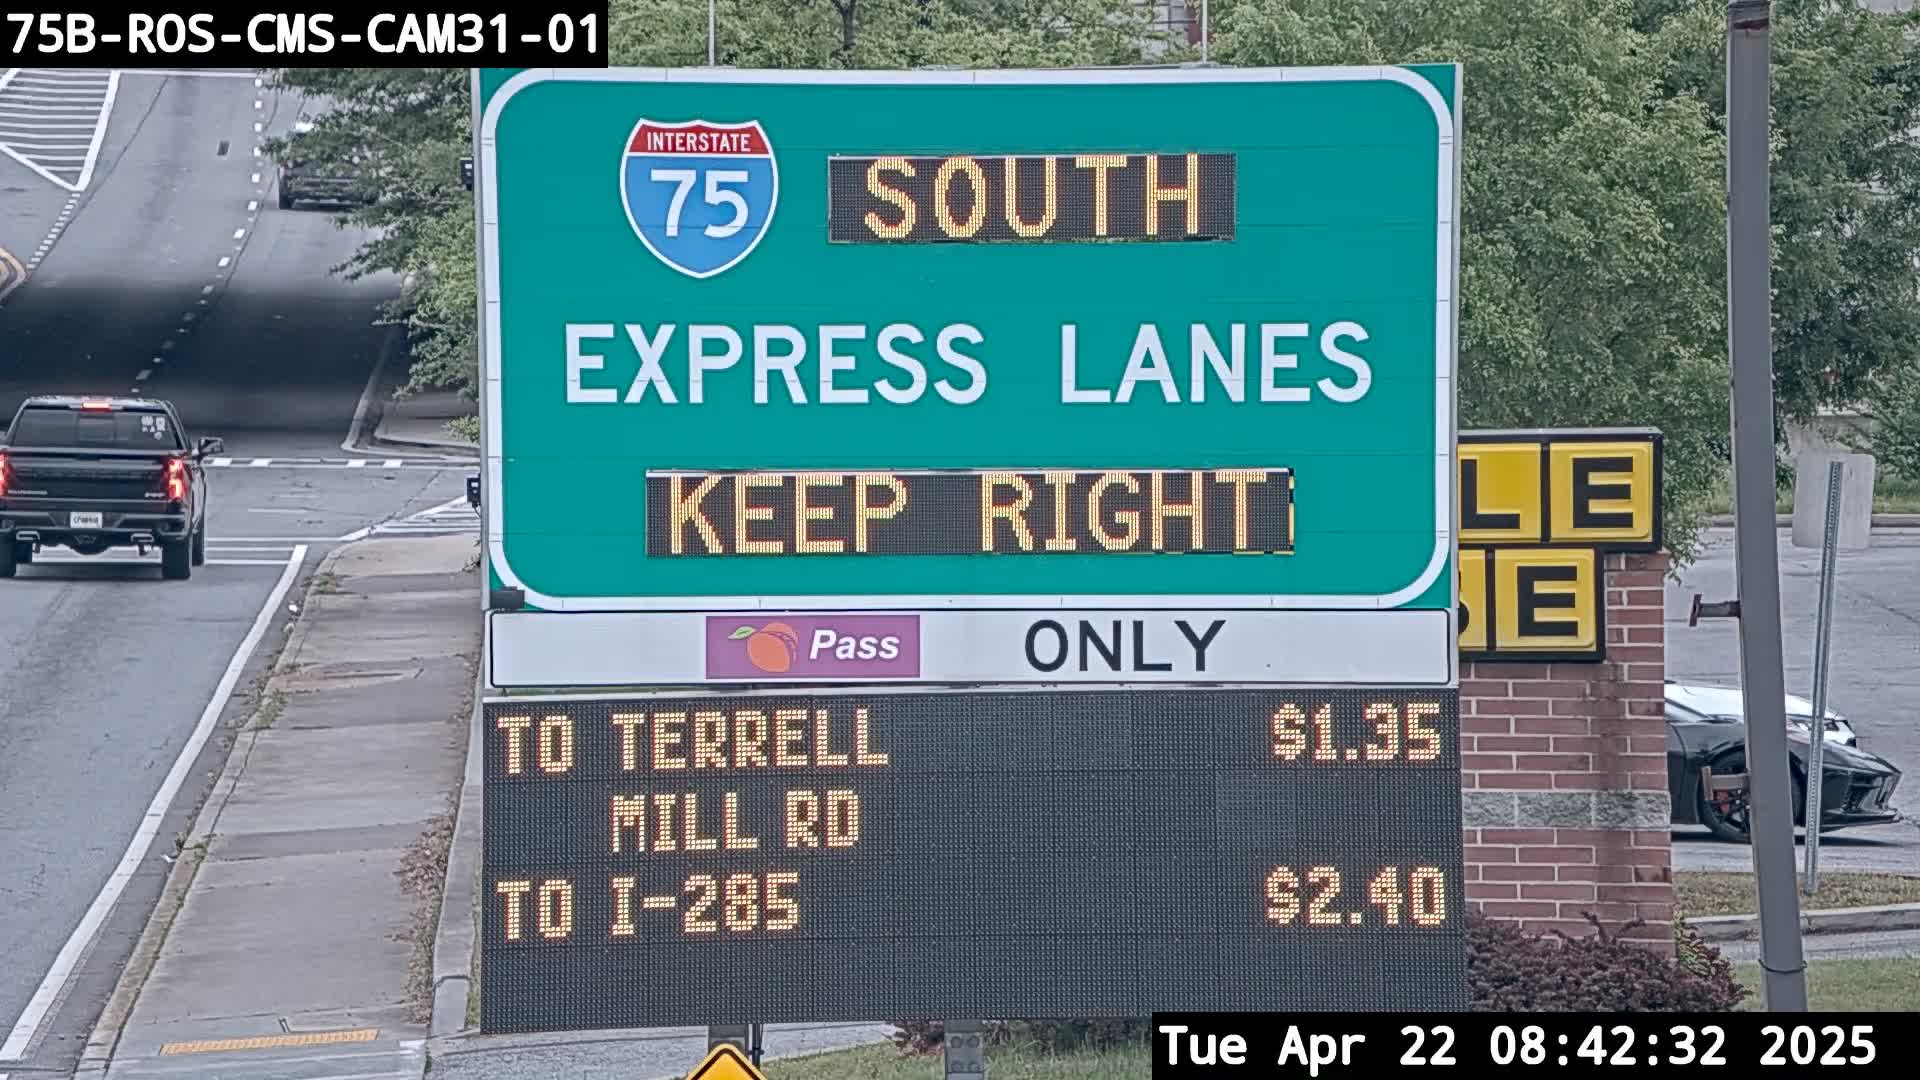 75B-ROS-CMS-CAM31-01
INTERSTATE
75
SOUTH
EXPRESS LANES
KEEP RIGHT
Pass ONLY
TO TERRELL $1.35
MILL RD
TO I-285 $2.40
LE
E
Tue Apr 22 08:42:32 2025